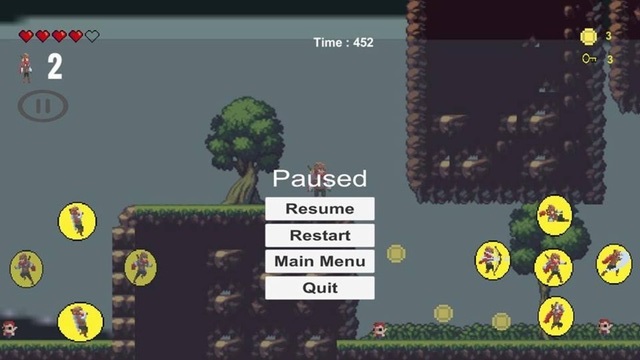 Time : 452
3
2
3
Paused
Resume
Restart
Main Menu
Quit